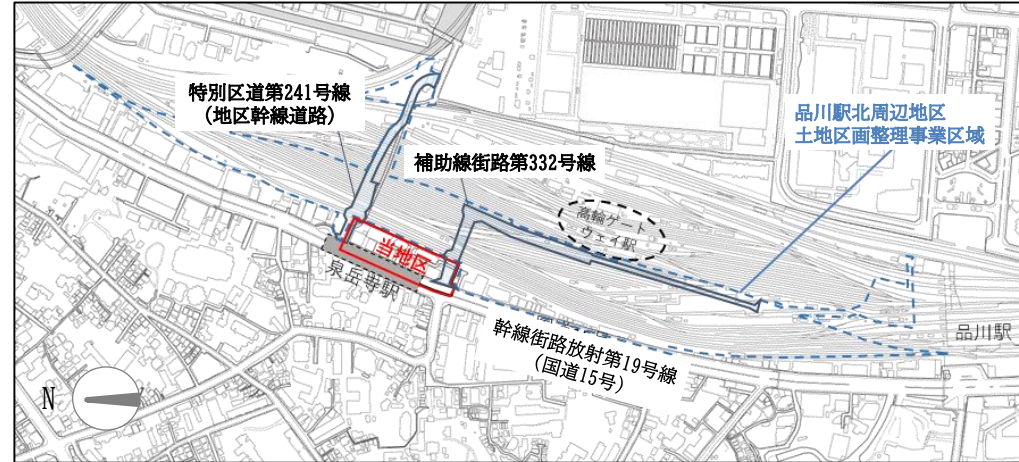 特別区道第241号線
(地区幹線道路)
補助線街路第332号線
品川駅北周辺地区
土地区画整理事業区域
高輪ゲート
ウェイ駅
当地区
泉岳寺駅
幹線街路放射第19号線
(国道15号)
品川駅
N